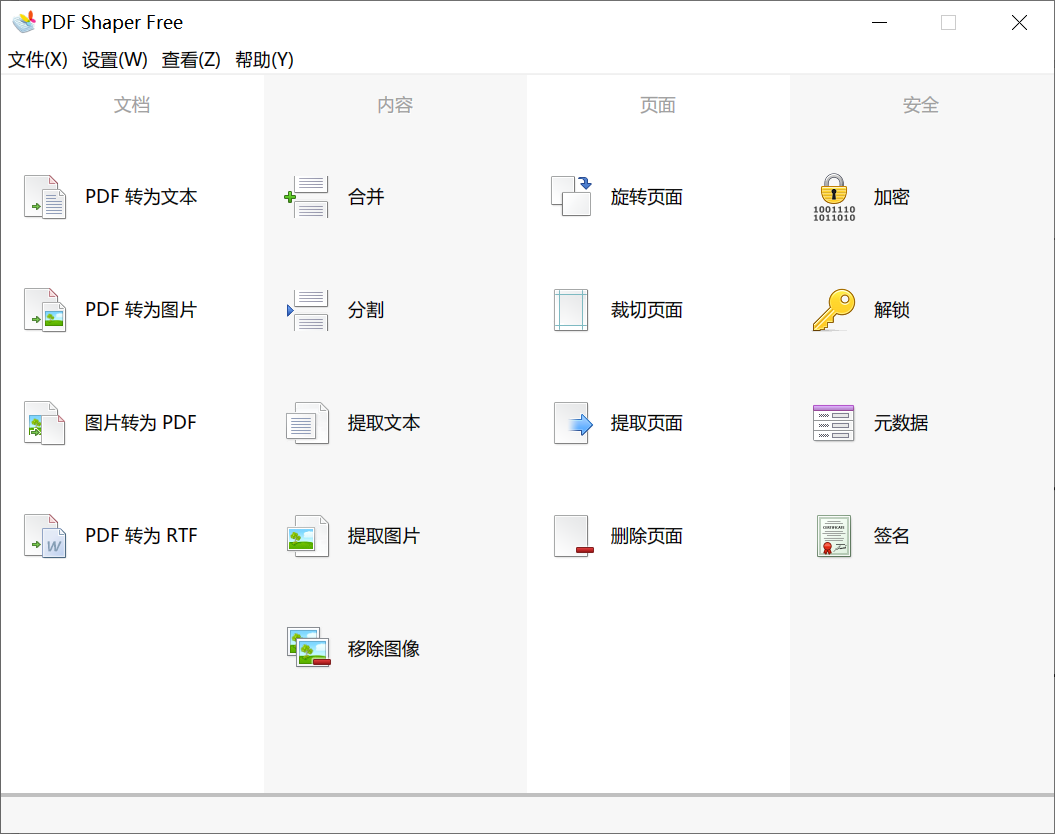 PDF Shaper Free
文件(X) 设置(W) 查看(Z) 帮助(Y)
文档
PDF 转为文本
PDF 转为图片
图片转为 PDF
PDF 转为 RTF
内容
合并
分割
提取文本
提取图片
移除图像
页面
旋转页面
裁切页面
提取页面
删除页面
安全
1001110
1011010
加密
解锁
元数据
CERTIFICATE
签名
W